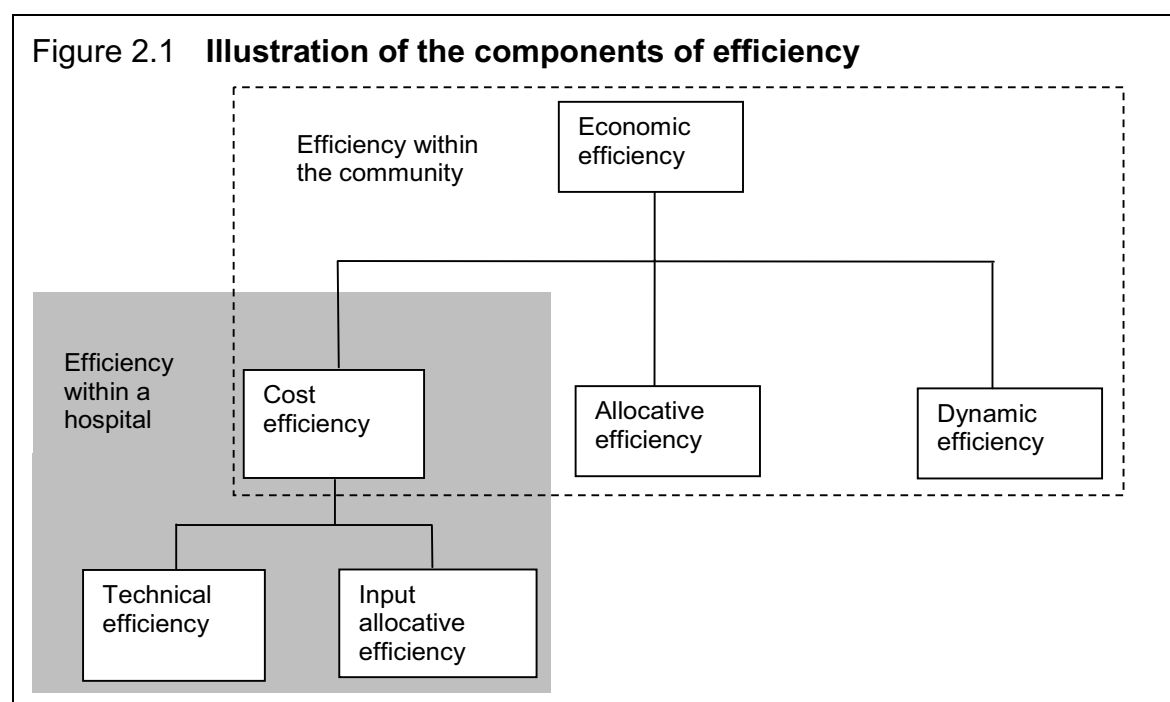 Figure 2.1 Illustration of the components of efficiency
Efficiency within
the community
Economic
efficiency
Efficiency
within a
hospital
Cost
efficiency
Allocative
efficiency
Dynamic
efficiency
Technical
efficiency
Input
allocative
efficiency